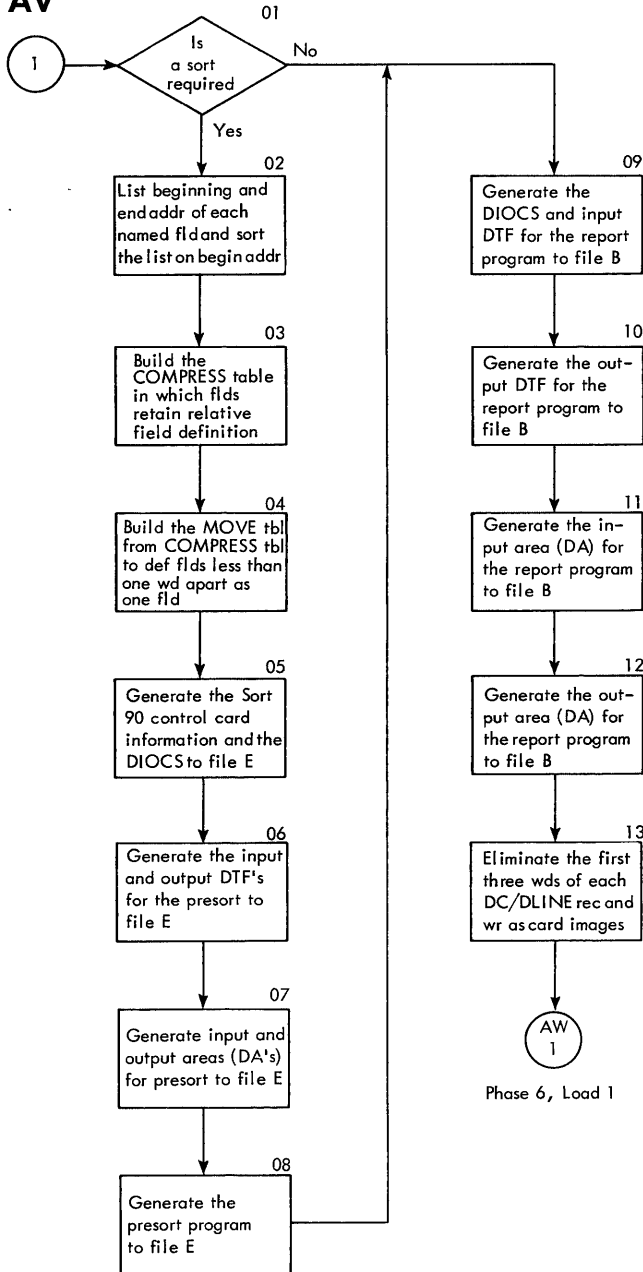 AV
01
1
Is
a sort
required
No
Yes
02
List beginning and
end addr of each
named fld and sort
the list on begin addr
03
Build the
COMPRESS table
in which flds
retain relative
field definition
04
Build the MOVE tbl
from COMPRESS tbl
to def flds less than
one wd apart as
one fld
05
Generate the Sort
90 control card
information and the
DIOCS to file E
06
Generate the input
and output DTF's
for the presort to
file E
07
Generate input and
output areas (DA's)
for presort to file E
08
Generate the
presort program
to file E
09
Generate the
DIOCS and input
DTF for the report
program to file B
10
Generate the out-
put DTF for the
report program to
file B
11
Generate the in-
put area (DA) for
the report program
to file B
12
Generate the out-
put area (DA) for
the report program
to file B
13
Eliminate the first
three wds of each
DC/DLINE rec and
wr as card images
AW
1
Phase 6, Load 1